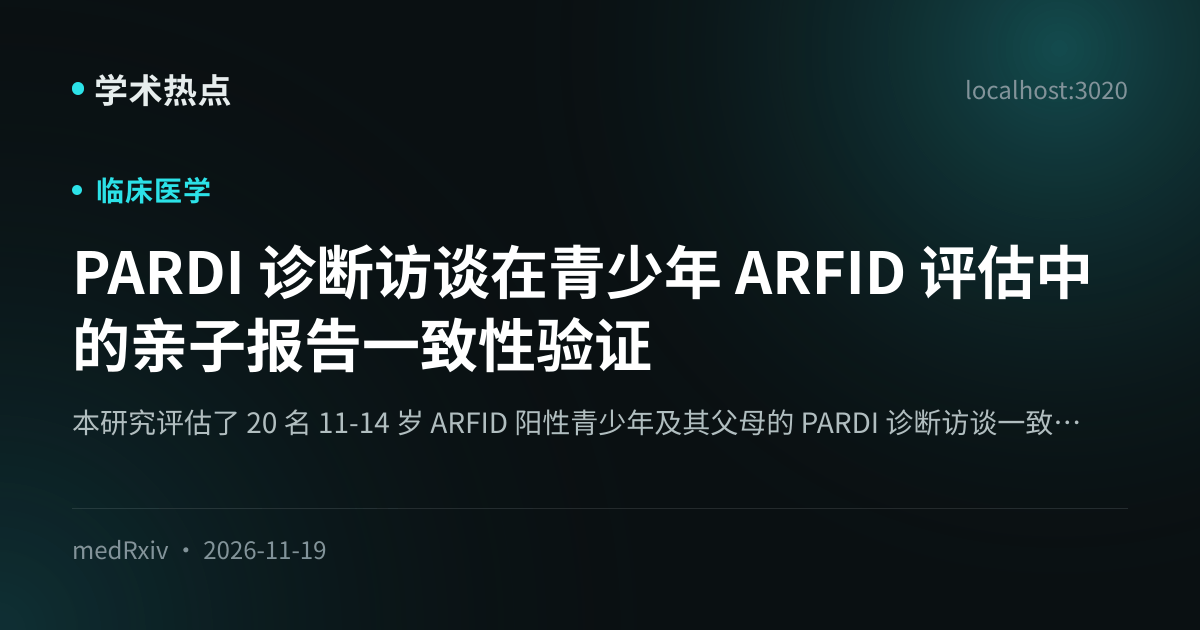 学术热点
localhost:3020
临床医学
PARDI 诊断访谈在青少年 ARFID 评估中
的亲子报告一致性验证
本研究评估了 20 名 11-14 岁 ARFID 阳性青少年及其父母的 PARDI 诊断访谈一致…
medRxiv · 2026-11-19